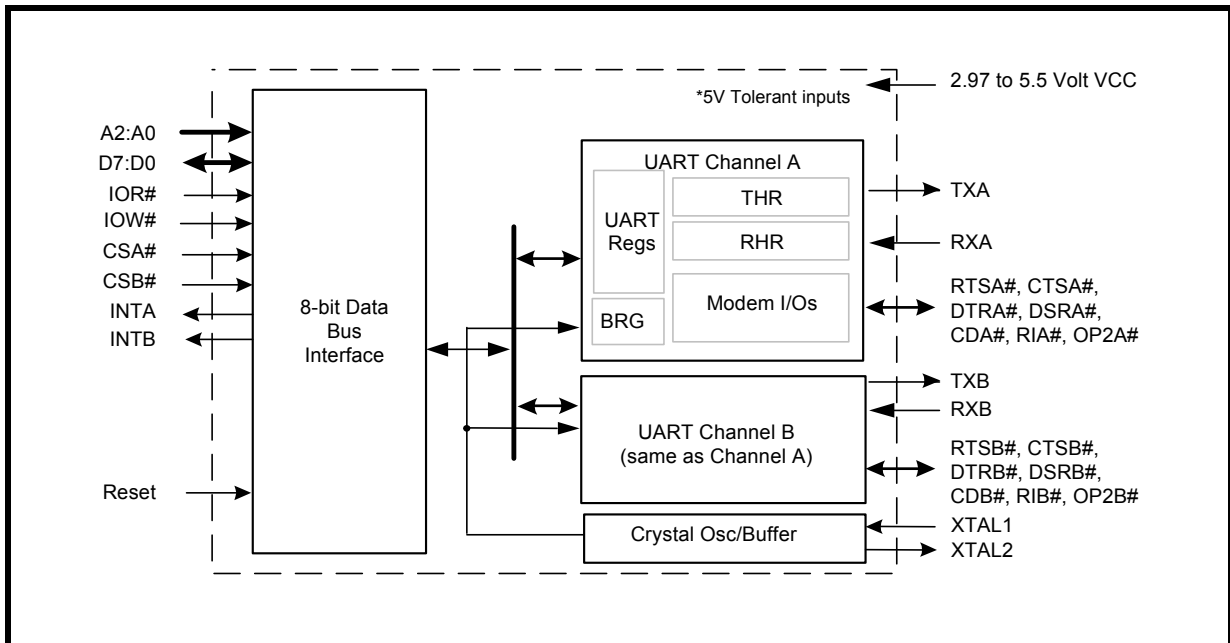 2.97 to 5.5 Volt VCC
*5V Tolerant inputs
A2:A0
D7:D0
IOR#
IOW#
CSA#
CSB#
INTA
INTB
Reset
8-bit Data
Bus
Interface
UART Channel A
UART
Regs
THR
RHR
BRG
Modem I/Os
TXA
RXA
RTSA#, CTSA#,
DTRA#, DSRA#,
CDA#, RIA#, OP2A#
UART Channel B
(same as Channel A)
TXB
RXB
RTSB#, CTSB#,
DTRB#, DSRB#,
CDB#, RIB#, OP2B#
Crystal Osc/Buffer
XTAL1
XTAL2